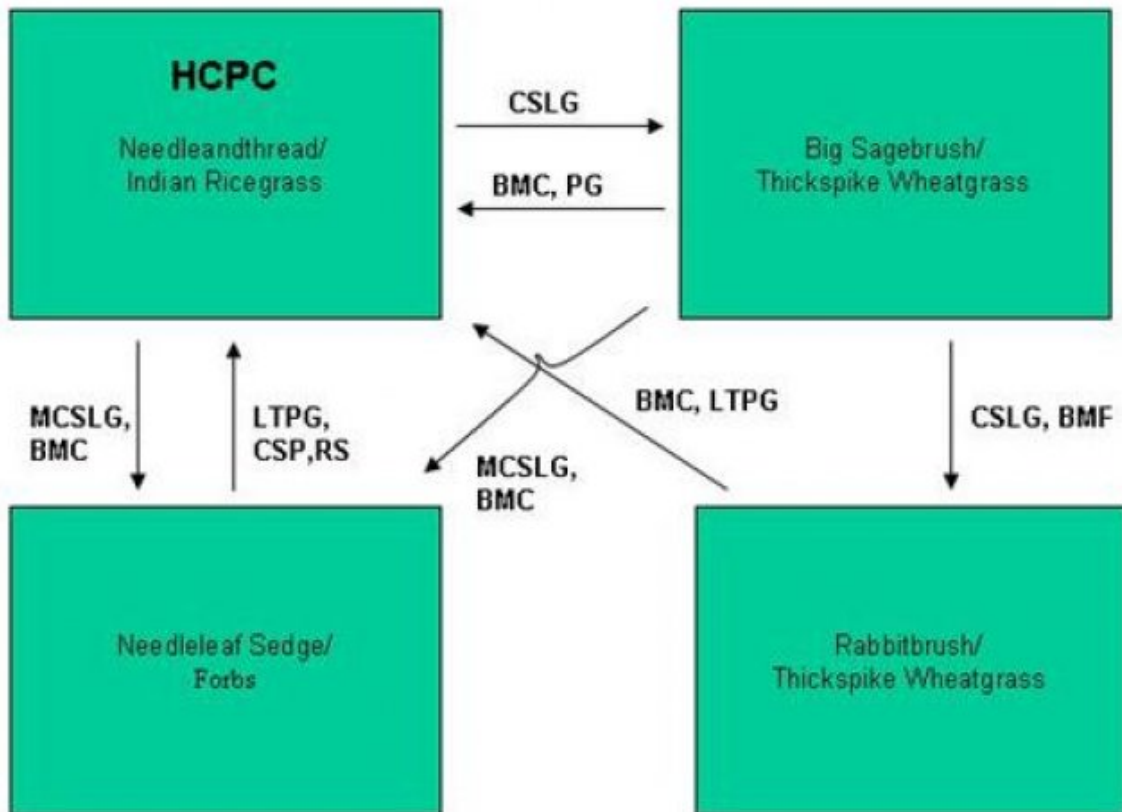 HCPC
Needleandthread/
Indian Ricegrass
CSLG
BMC, PG
Big Sagebrush/
Thickspike Wheatgrass
MCSLG,
BMC
LTPG,
CSP,RS
BMC, LTPG
MCSLG,
BMC
CSLG, BMF
Needleleaf Sedge/
Forbs
Rabbitbrush/
Thickspike Wheatgrass